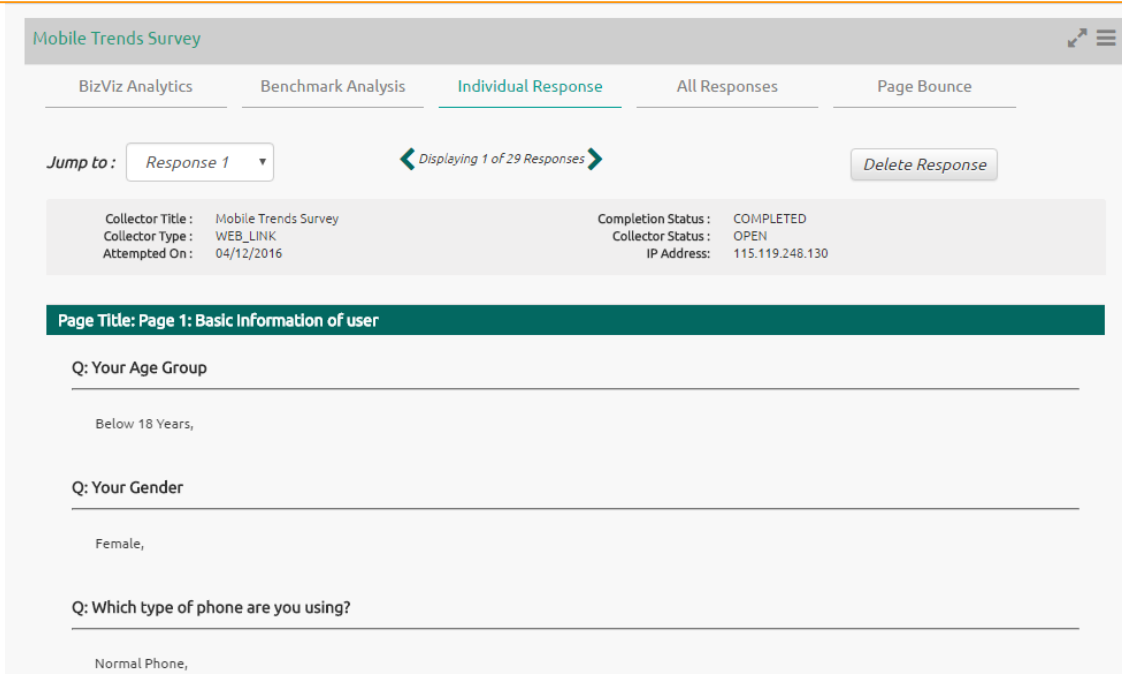 Mobile Trends Survey
BizViz Analytics Benchmark Analysis Individual Response All Responses Page Bounce
Jump to : Response 1 Displaying 1 of 29 Responses Delete Response
Collector Title : Mobile Trends Survey Completion Status : COMPLETED
Collector Type : WEB_LINK Collector Status : OPEN
Attempted On : 04/12/2016 IP Address: 115.119.248.130
Page Title: Page 1: Basic Information of user
Q: Your Age Group
Below 18 Years,
Q: Your Gender
Female,
Q: Which type of phone are you using?
Normal Phone,